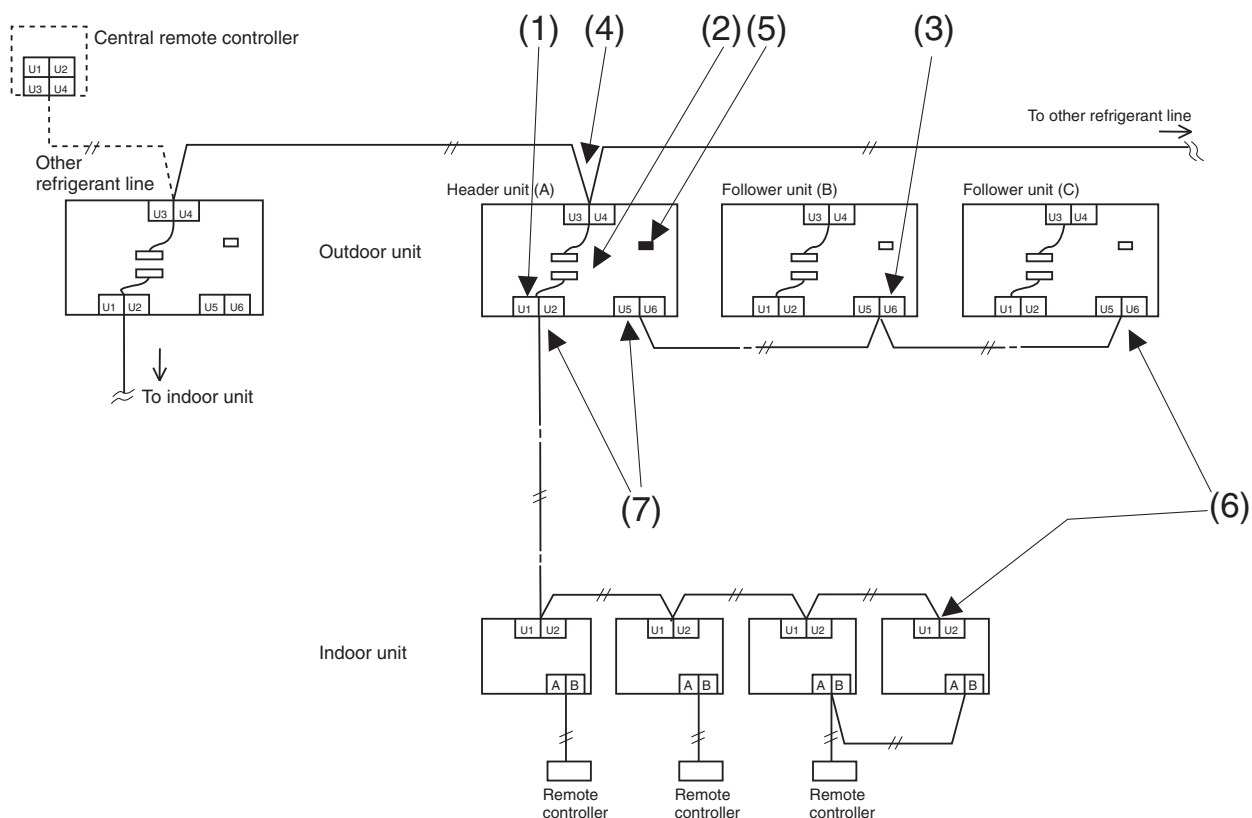 Central remote controller
U1 U2
U3 U4
(1) (4) (2) (5) (3)
To other refrigerant line
Other
refrigerant line
Header unit (A)
Follower unit (B)
Follower unit (C)
U3 U4
U3 U4
U3 U4
U3 U4
Outdoor unit
U1 U2
U5 U6
U1 U2
U5 U6
U1 U2
U5 U6
U1 U2
U5 U6
To indoor unit
(7)
(6)
U1 U2
U1 U2
U1 U2
U1 U2
Indoor unit
A B
A B
A B
A B
Remote
controller
Remote
controller
Remote
controller